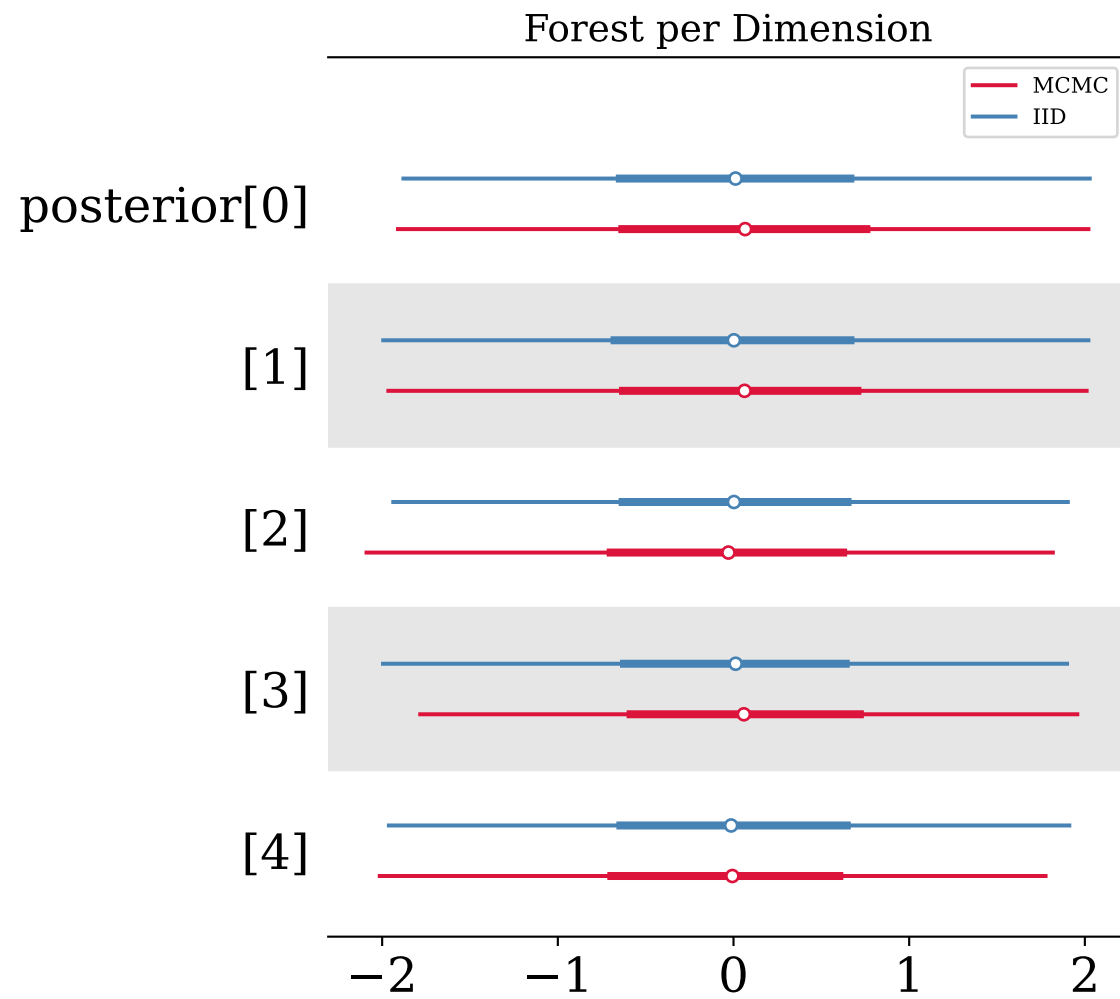 Forest per Dimension
MCMC
IID
posterior[0]
[1]
[2]
[3]
[4]
−2 −1 0 1 2